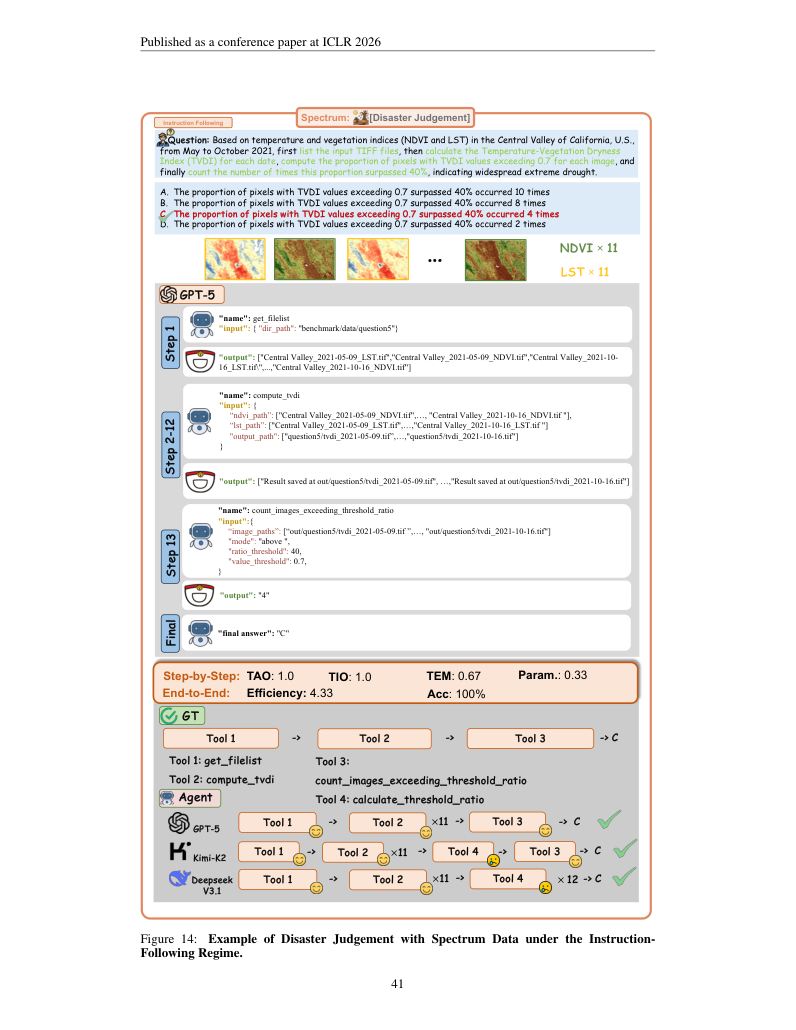 Published as a conference paper at ICLR 2026
Instruction Following
Spectrum: [Disaster Judgement]
Question: Based on temperature and vegetation indices (NDVI and LST) in the Central Valley of California, U.S.,
from May to October 2021, first list the input TIFF files, then calculate the Temperature-Vegetation Dryness
Index (TVDI) for each date, compute the proportion of pixels with TVDI values exceeding 0.7 for each image, and
finally count the number of times this proportion surpassed 40%, indicating widespread extreme drought.
A. The proportion of pixels with TVDI values exceeding 0.7 surpassed 40% occurred 10 times
B. The proportion of pixels with TVDI values exceeding 0.7 surpassed 40% occurred 8 times
C. The proportion of pixels with TVDI values exceeding 0.7 surpassed 40% occurred 4 times
D. The proportion of pixels with TVDI values exceeding 0.7 surpassed 40% occurred 2 times
...
NDVI × 11
LST × 11
GPT-5
Step 1
"name": get_filelist
"input": { "dir_path": "benchmark/data/question5"}
"output": ["Central Valley_2021-05-09_LST.tif","Central Valley_2021-05-09_NDVI.tif","Central Valley_2021-10-
16_LST.tif\",...,"Central Valley_2021-10-16_NDVI.tif"]
Step 2-12
"name": compute_tvdi
"input": {
"ndvi_path": ["Central Valley_2021-05-09_NDVI.tif",…, "Central Valley_2021-10-16_NDVI.tif "],
"lst_path": ["Central Valley_2021-05-09_LST.tif",…,"Central Valley_2021-10-16_LST.tif "]
"output_path": ["question5/tvdi_2021-05-09.tif",…,"question5/tvdi_2021-10-16.tif"]
}
"output": ["Result saved at out/question5/tvdi_2021-05-09.tif", …,"Result saved at out/question5/tvdi_2021-10-16.tif"]
Step 13
"name": count_images_exceeding_threshold_ratio
"input":{
"image_paths": ["out/question5/tvdi_2021-05-09.tif ",…, "out/question5/tvdi_2021-10-16.tif"]
"mode": "above ",
"ratio_threshold": 40,
"value_threshold": 0.7,
}
"output": "4"
Final
"final answer": "C"
Step-by-Step: TAO: 1.0 TIO: 1.0 TEM: 0.67 Param.: 0.33
End-to-End: Efficiency: 4.33 Acc: 100%
GT
Tool 1 -> Tool 2 -> Tool 3 -> C
Tool 1: get_filelist
Tool 2: compute_tvdi
Tool 3:
count_images_exceeding_threshold_ratio
Tool 4: calculate_threshold_ratio
Agent
GPT-5 Tool 1 -> Tool 2 ×11 -> Tool 3 -> C
Kimi-K2 Tool 1 -> Tool 2 ×11 -> Tool 4 -> Tool 3 -> C
Deepseek V3.1 Tool 1 -> Tool 2 ×11 -> Tool 4 × 12 -> C
Figure 14: Example of Disaster Judgement with Spectrum Data under the Instruction-
Following Regime.
41